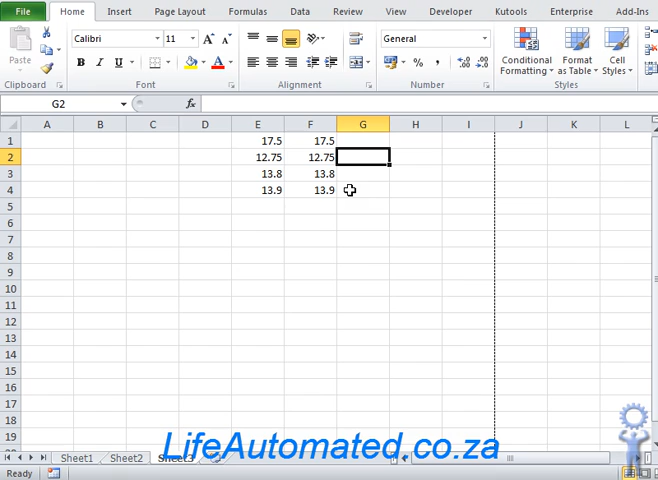 File Home Insert Page Layout Formulas Data Review View Developer Kutools Enterprise Add-Ins
Calibri 11 A A General
Paste B I U A % , Conditional Formatting Format as Table Cell Styles
Clipboard Font Alignment Number Styles
G2 fx
A B C D E F G H I J K L
1 17.5 17.5
2 12.75 12.75
3 13.8 13.8
4 13.9 13.9
5
6
7
8
9
10
11
12
13
14
15
16
17
18
19
LifeAutomated.co.za
Sheet1 Sheet2 Sheet3
Ready